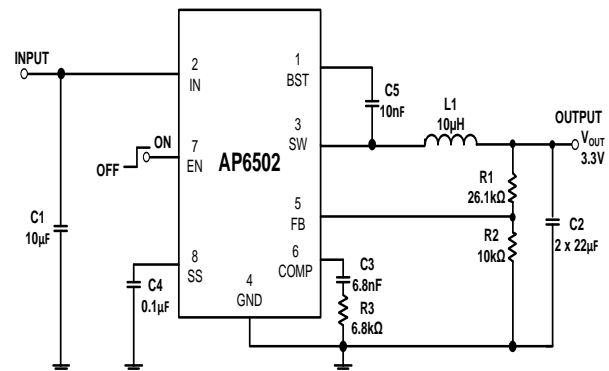 INPUT
2
IN
1
BST
C5
10nF
L1
10µH
OUTPUT
VOUT
3.3V
ON
OFF
7
EN
AP6502
3
SW
R1
26.1kΩ
5
FB
C1
10µF
R2
10kΩ
C2
2 x 22µF
8
SS
6
COMP
C3
6.8nF
C4
0.1µF
4
GND
R3
6.8kΩ